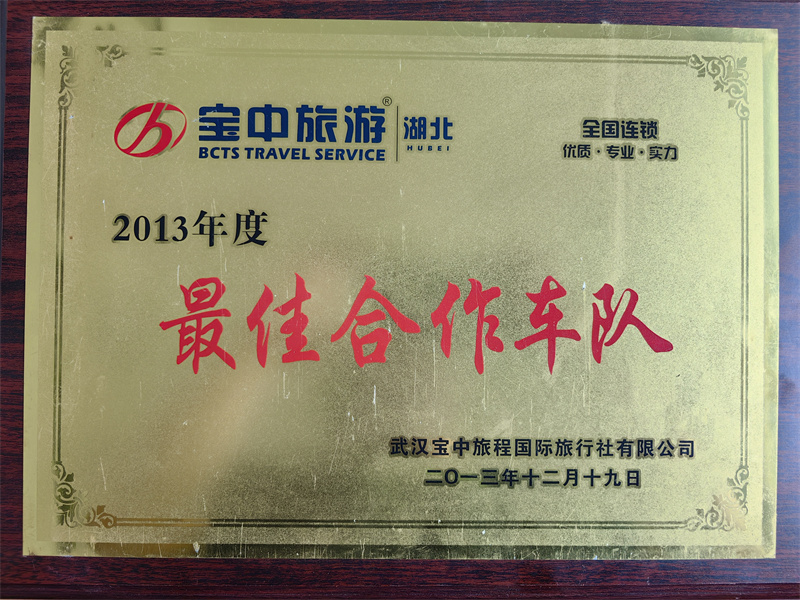 宝中旅游® 湖北
BCTS TRAVEL SERVICE HUBEI
全国连锁
优质·专业·实力
2013年度
最佳合作车队
武汉宝中旅程国际旅行社有限公司
二〇一三年十二月十九日